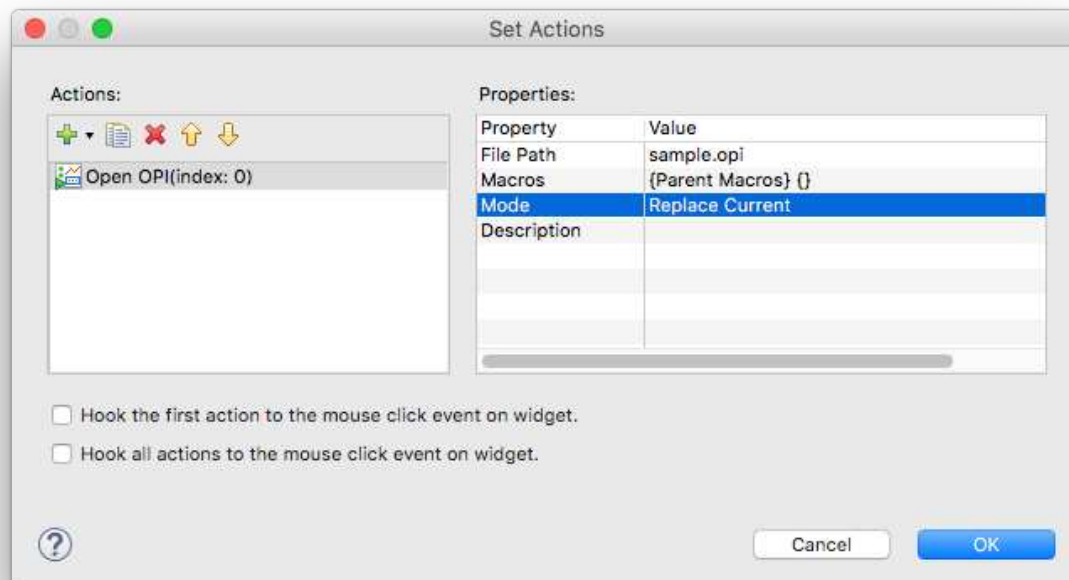 Set Actions
Actions:
Open OPI(index: 0)
Properties:
Property Value
File Path sample.opi
Macros {Parent Macros} {}
Mode Replace Current
Description
Hook the first action to the mouse click event on widget.
Hook all actions to the mouse click event on widget.
?
Cancel OK